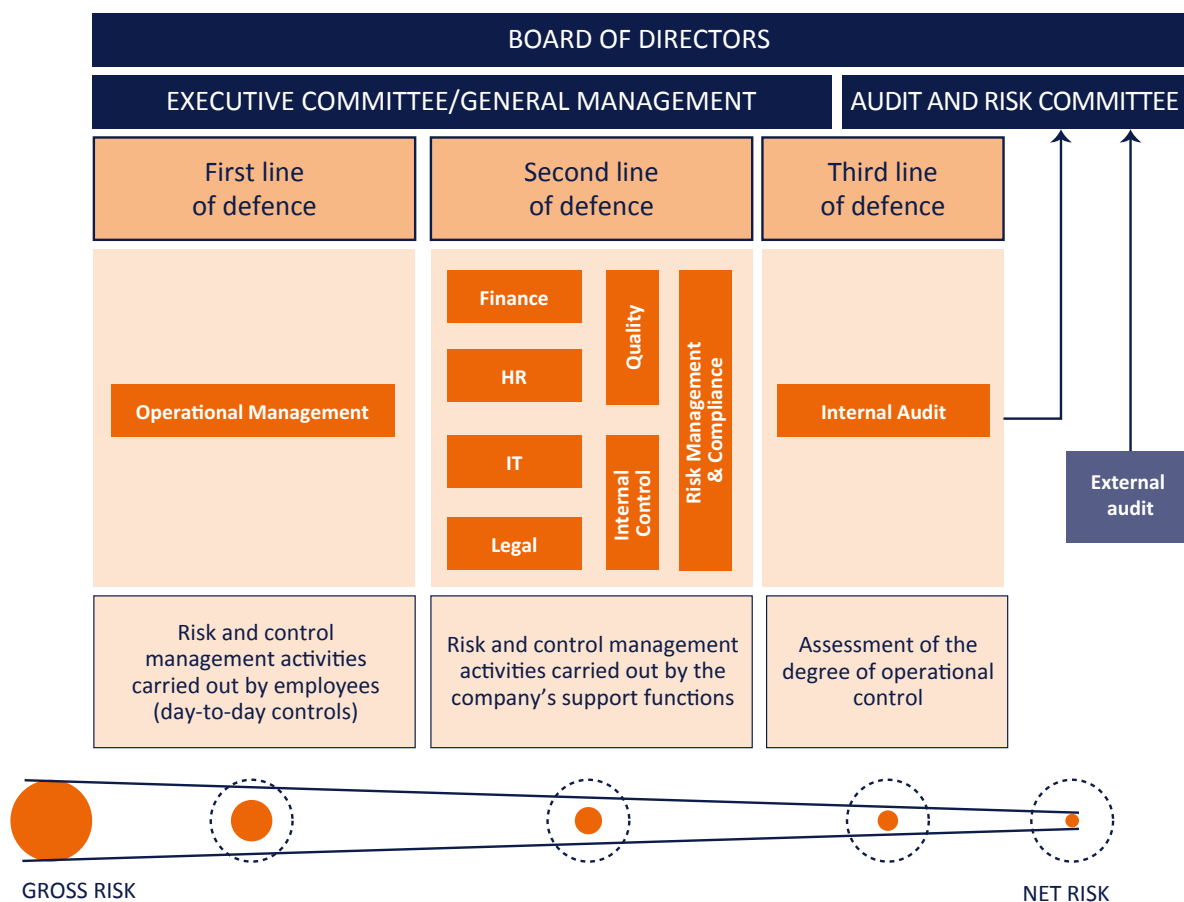 BOARD OF DIRECTORS
EXECUTIVE COMMITTEE/GENERAL MANAGEMENT
AUDIT AND RISK COMMITTEE
First line
of defence
Second line
of defence
Third line
of defence
Operational Management
Finance
HR
IT
Legal
Quality
Internal
Control
Risk Management
& Compliance
Internal Audit
External
audit
Risk and control
management activities
carried out by employees
(day-to-day controls)
Risk and control management
activities carried out by the
company’s support functions
Assessment of the
degree of operational
control
GROSS RISK
NET RISK